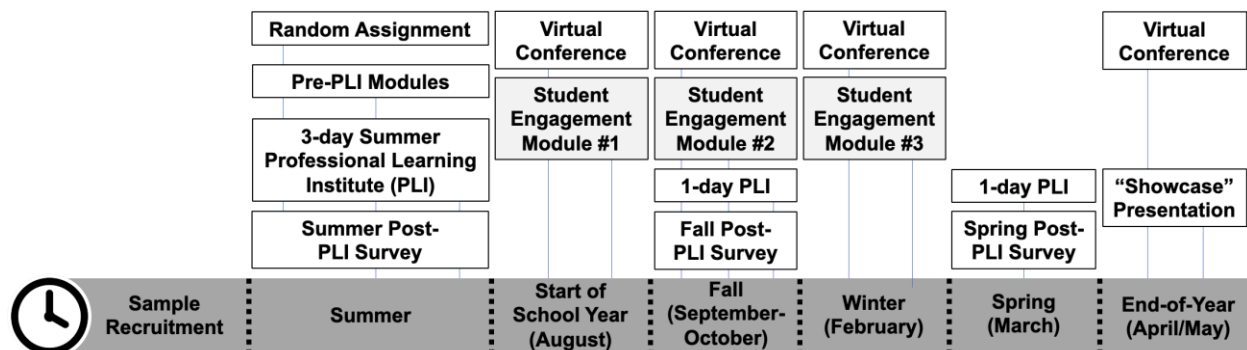 Random Assignment
Pre-PLI Modules
3-day Summer
Professional Learning
Institute (PLI)
Summer Post-
PLI Survey
Virtual
Conference
Student
Engagement
Module #1
Virtual
Conference
Student
Engagement
Module #2
1-day PLI
Fall Post-
PLI Survey
Virtual
Conference
Student
Engagement
Module #3
1-day PLI
Spring Post-
PLI Survey
Virtual
Conference
“Showcase”
Presentation
Sample
Recruitment
Summer
Start of
School Year
(August)
Fall
(September-
October)
Winter
(February)
Spring
(March)
End-of-Year
(April/May)